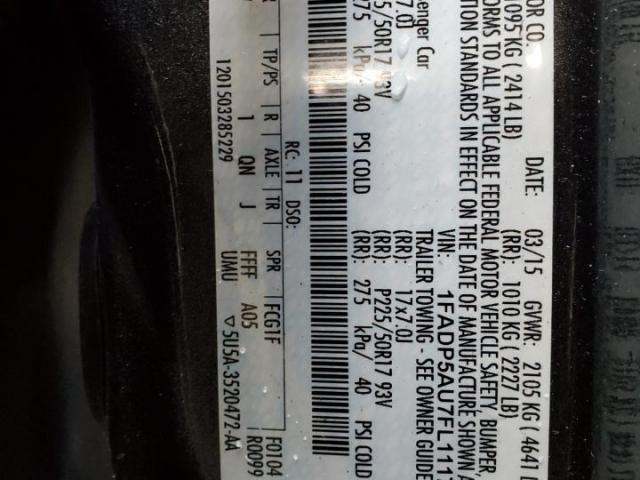 OR CO.
DATE: 03/15 GVWR: 2105 KG ( 4641
1095 KG ( 2414 LB) (RR): 1010 KG ( 2227 LB)
ORMS TO ALL APPLICABLE FEDERAL MOTOR VEHICLE SAFETY, BUMPER,
TION STANDARDS IN EFFECT ON THE DATE OF MANUFACTURE SHOWN
VIN: 1FADP5AU7FL111
enger Car TRAILER TOWING - SEE OWNER GUIDE
7.0J (RR): 17x7.0J
5/50R17 93V (RR): P225/50R17 93V
275 kPa/ 40 PSI COLD (RR): 275 kPa/ 40 PSI COLD
RC: 11 DSO:
F0104
R0099
TP/PS R AXLE TR SPR FCG1F
1 QN J FFFF A05
UMU ▽ 5U5A-3520472-AA
1201503285229